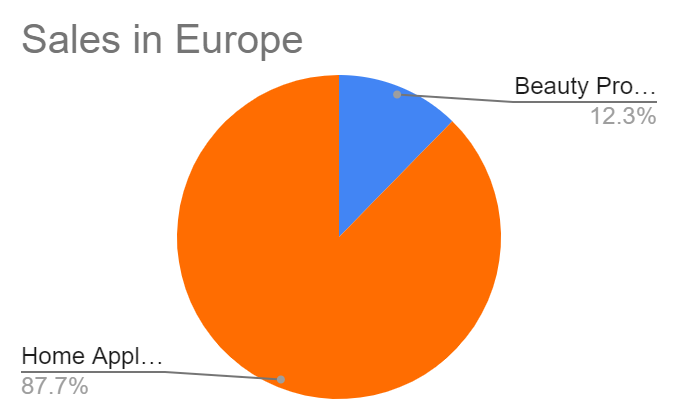 Sales in Europe
Beauty Pro…
12.3%
Home Appl…
87.7%